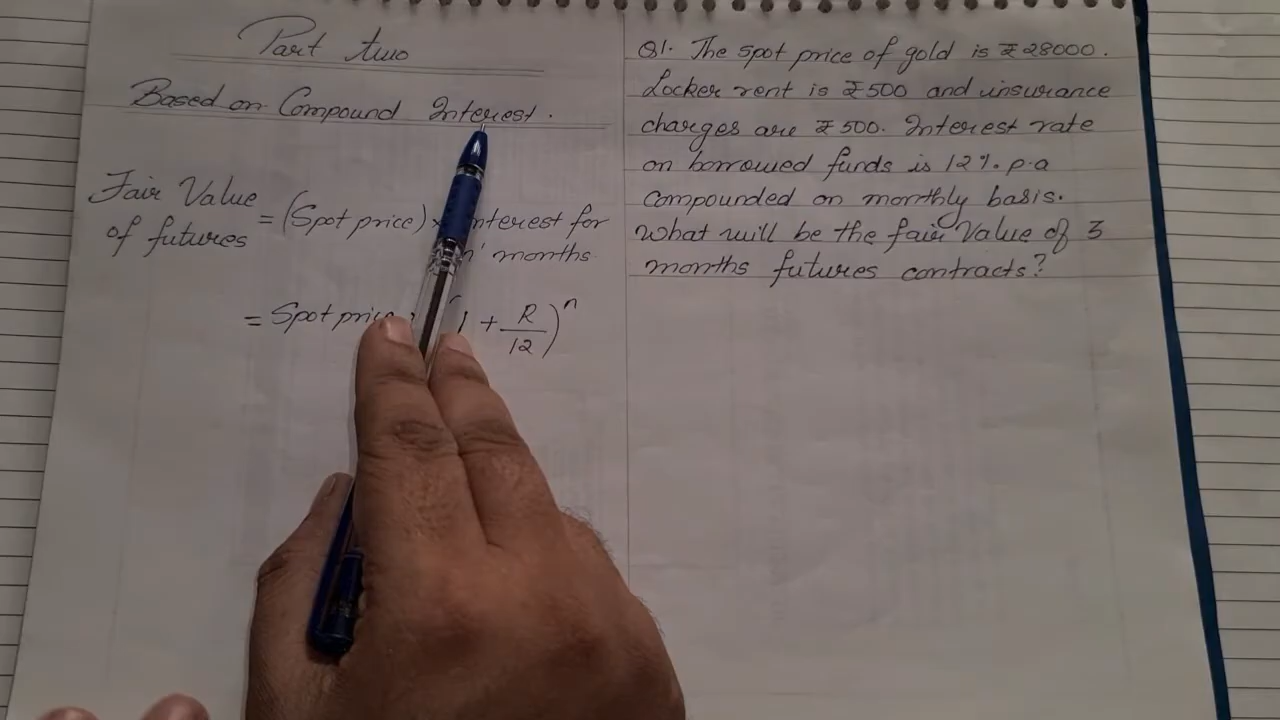 Part two
Based on Compound Interest.
Fair Value
of futures
= (Spot price) interest for
months
= Spot price + R/12)^n
Q1. The spot price of gold is ₹28000.
Locker rent is ₹500 and insurance
charges are ₹500. Interest rate
on borrowed funds is 12%. p.a
compounded on monthly basis.
What will be the fair Value of 3
months futures contracts?